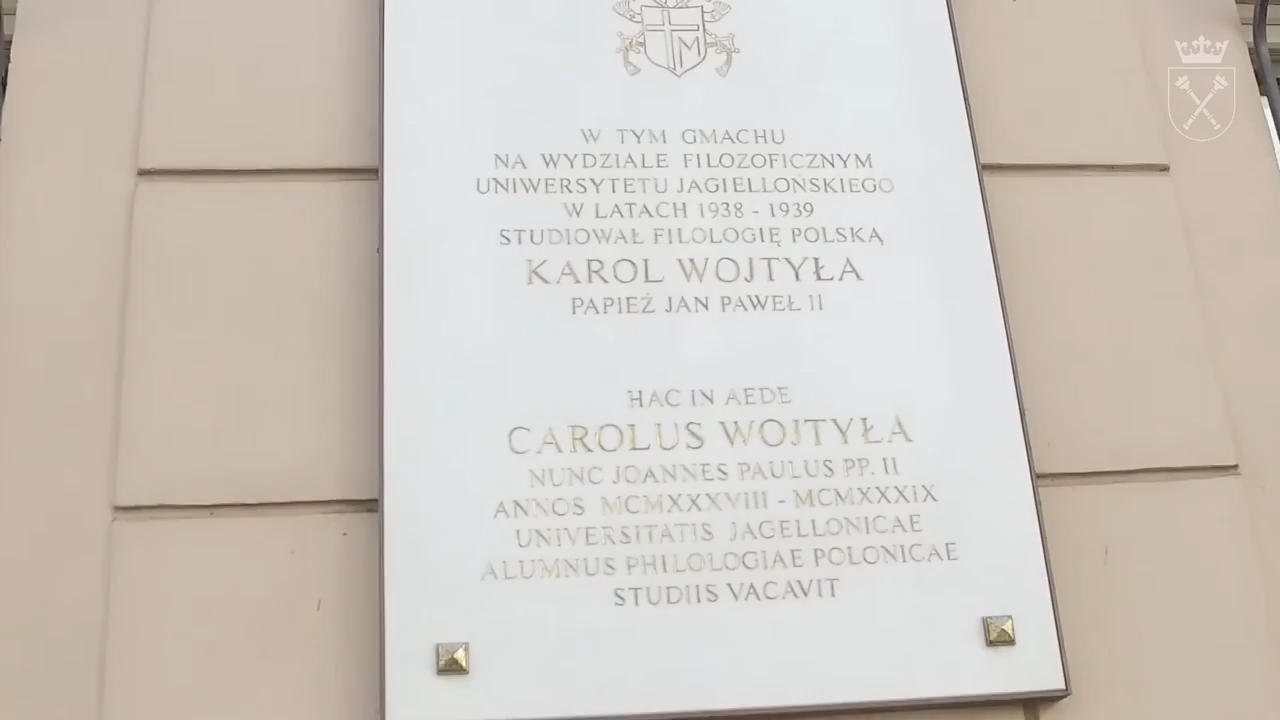 M
W TYM GMACHU
NA WYDZIALE FILOZOFICZNYM
UNIWERSYTETU JAGIELLOŃSKIEGO
W LATACH 1938 - 1939
STUDIOWAŁ FILOLOGIĘ POLSKĄ
KAROL WOJTYŁA
PAPIEŻ JAN PAWEŁ II
HAC IN AEDE
CAROLUS WOJTYŁA
NUNC JOANNES PAULUS PP. II
ANNOS MCMXXXVIII - MCMXXXIX
UNIVERSITATIS JAGELLONICAE
ALUMNUS PHILOLOGIAE POLONICAE
STUDIIS VACAVIT